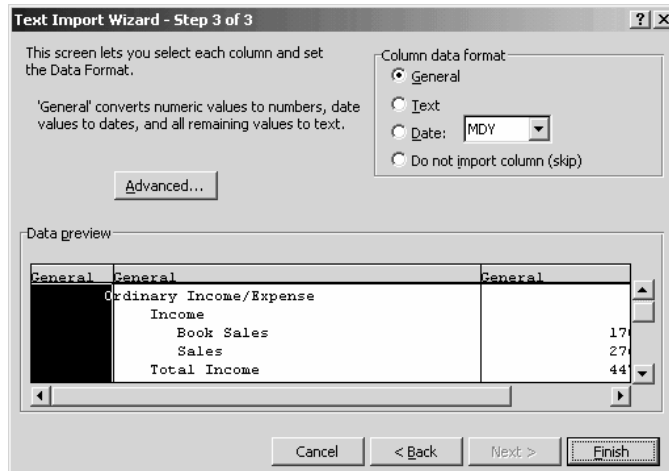 Text Import Wizard - Step 3 of 3
? X
This screen lets you select each column and set
the Data Format.
'General' converts numeric values to numbers, date
values to dates, and all remaining values to text.
Advanced...
Column data format
General
Text
Date: MDY
Do not import column (skip)
Data preview
General General General
Ordinary Income/Expense
Income
Book Sales 17
Sales 27
Total Income 44
Cancel < Back Next > Finish